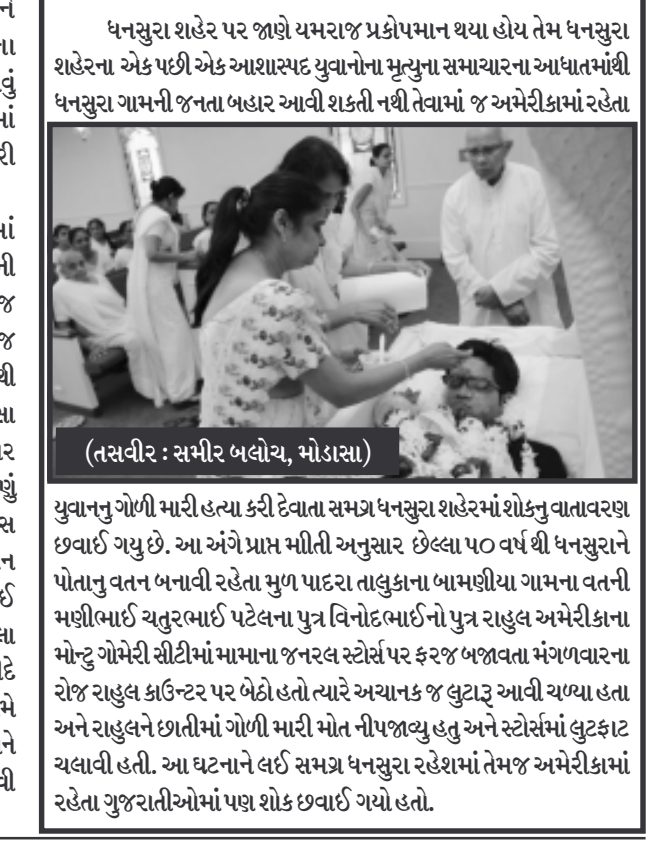 ધનસુરા શહેર પર જાણે યમરાજ પ્રકોપમાન થયા હોય તેમ ધનસુરા
શહેરના એક પછી એક આશાસ્પદ યુવાનોના મૃત્યુના સમાચારના આધાતમાંથી
ધનસુરા ગામની જનતા બહાર આવી શકતી નથી તેવામાં જ અમેરીકામાં રહેતા
(તસવીર : સમીર બલોચ, મોડાસા)
યુવાનનુ ગોળી મારી હત્યા કરી દેવાતા સમગ્ર ધનસુરા શહેરમાં શોકનુ વાતાવરણ
છવાઈ ગયુ છે. આ અંગે પ્રાપ્ત માીતી અનુસાર છેલ્લા ૫૦ વર્ષ થી ધનસુરાને
પોતાનુ વતન બનાવી રહેતા મુળ પાદરા તાલુકાના બામણીયા ગામના વતની
મણીભાઈ ચતુરભાઈ પટેલના પુત્ર વિનોદભાઈનો પુત્ર રાહુલ અમેરીકાના
મોન્ટુ ગોમેરી સીટીમાં મામાના જનરલ સ્ટોર્સ પર ફરજ બજાવતા મંગળવારના
રોજ રાહુલ કાઉન્ટર પર બેઠો હતો ત્યારે અચાનક જ લુટારૂ આવી ચળ્યા હતા
અને રાહુલને છાતીમાં ગોળી મારી મોત નીપજાવ્યુ હતુ અને સ્ટોર્સમાં લુટફાટ
ચલાવી હતી. આ ઘટનાને લઈ સમગ્ર ધનસુરા રહેશમાં તેમજ અમેરીકામાં
રહેતા ગુજરાતીઓમાં પણ શોક છવાઈ ગયો હતો.